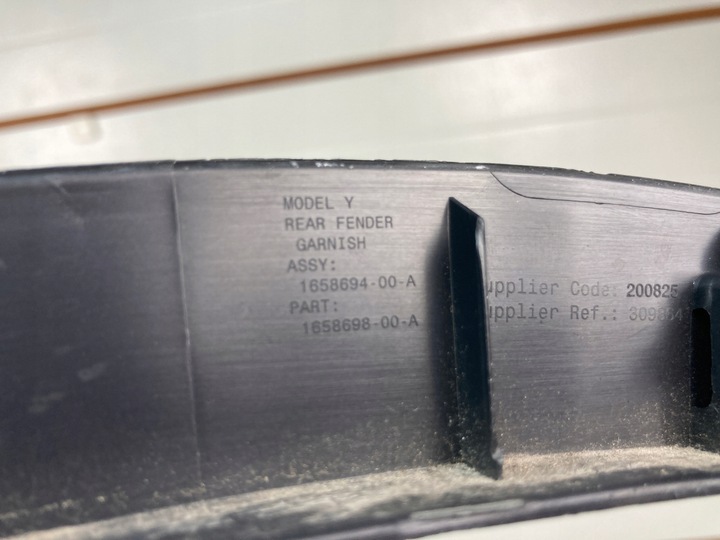 MODEL Y
REAR FENDER
GARNISH
ASSY:
1658694-00-A
PART:
1658698-00-A
upplier Code: 200825
upplier Ref.: